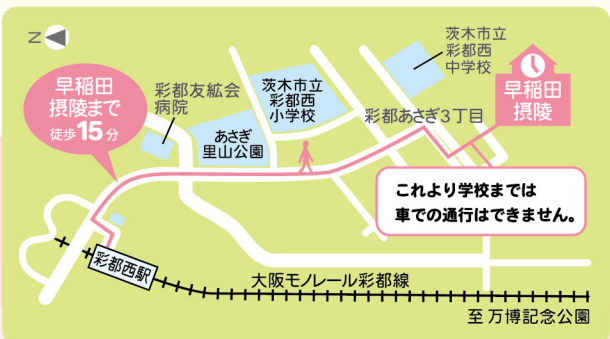 Z
早稲田
摂陵まで
徒歩15分
彩都友紘会
病院
あさぎ
里山公園
茨木市立
彩都西
小学校
茨木市立
彩都西
中学校
早稲田
摂陵
彩都あさぎ3丁目
これより学校までは
車での通行はできません。
彩都西駅
大阪モノレール彩都線
至 万博記念公園